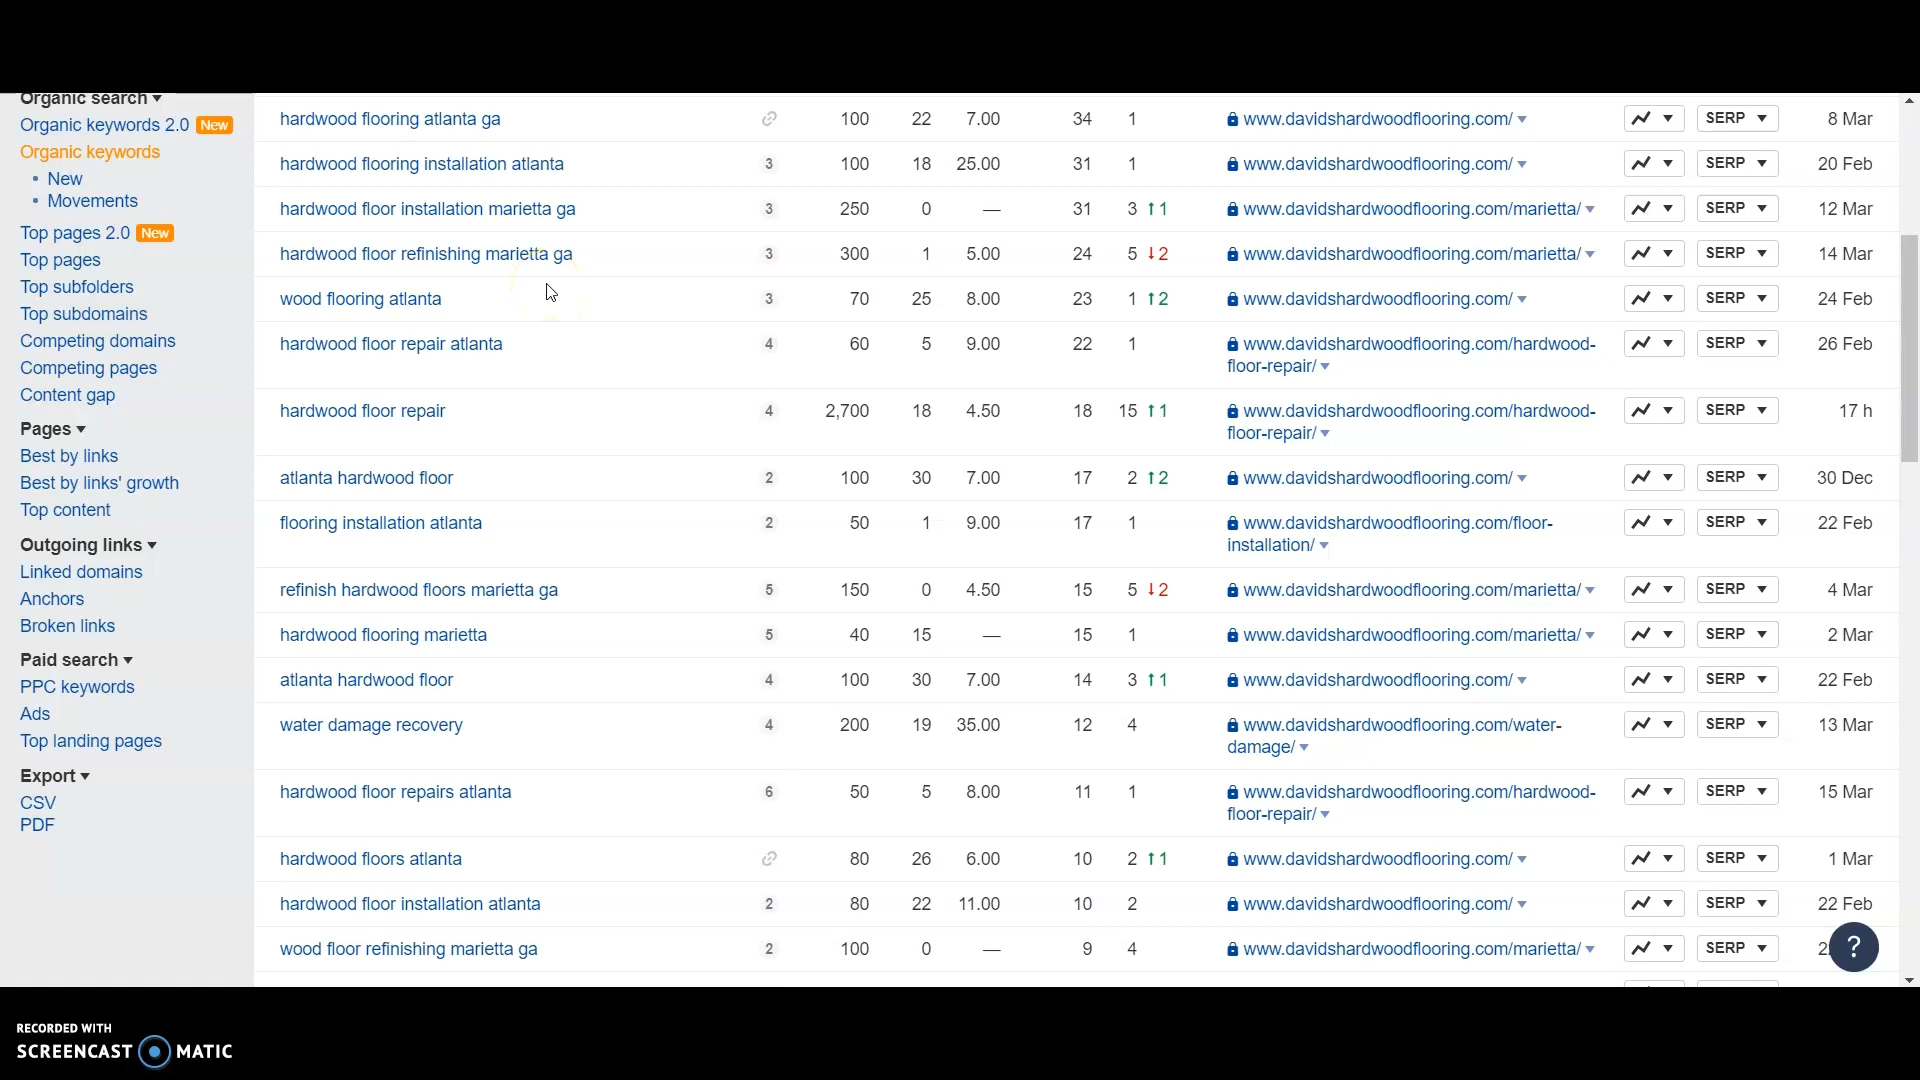 Organic search
Organic keywords 2.0 New
Organic keywords
• New
• Movements
Top pages 2.0 New
Top pages
Top subfolders
Top subdomains
Competing domains
Competing pages
Content gap
Pages
Best by links
Best by links' growth
Top content
Outgoing links
Linked domains
Anchors
Broken links
Paid search
PPC keywords
Ads
Top landing pages
Export
CSV
PDF
hardwood flooring atlanta ga 100 22 7.00 34 1 www.davidshardwoodflooring.com/ SERP 8 Mar
hardwood flooring installation atlanta 3 100 18 25.00 31 1 www.davidshardwoodflooring.com/ SERP 20 Feb
hardwood floor installation marietta ga 3 250 0 — 31 3 ↑1 www.davidshardwoodflooring.com/marietta/ SERP 12 Mar
hardwood floor refinishing marietta ga 3 300 1 5.00 24 5 ↓2 www.davidshardwoodflooring.com/marietta/ SERP 14 Mar
wood flooring atlanta 3 70 25 8.00 23 1 ↑2 www.davidshardwoodflooring.com/ SERP 24 Feb
hardwood floor repair atlanta 4 60 5 9.00 22 1 www.davidshardwoodflooring.com/hardwood- SERP 26 Feb
floor-repair/
hardwood floor repair 4 2,700 18 4.50 18 15 ↑1 www.davidshardwoodflooring.com/hardwood- SERP 17 h
floor-repair/
atlanta hardwood floor 2 100 30 7.00 17 2 ↑2 www.davidshardwoodflooring.com/ SERP 30 Dec
flooring installation atlanta 2 50 1 9.00 17 1 www.davidshardwoodflooring.com/floor- SERP 22 Feb
installation/
refinish hardwood floors marietta ga 5 150 0 4.50 15 5 ↓2 www.davidshardwoodflooring.com/marietta/ SERP 4 Mar
hardwood flooring marietta 5 40 15 — 15 1 www.davidshardwoodflooring.com/marietta/ SERP 2 Mar
atlanta hardwood floor 4 100 30 7.00 14 3 ↑1 www.davidshardwoodflooring.com/ SERP 22 Feb
water damage recovery 4 200 19 35.00 12 4 www.davidshardwoodflooring.com/water- SERP 13 Mar
damage/
hardwood floor repairs atlanta 6 50 5 8.00 11 1 www.davidshardwoodflooring.com/hardwood- SERP 15 Mar
floor-repair/
hardwood floors atlanta 80 26 6.00 10 2 ↑1 www.davidshardwoodflooring.com/ SERP 1 Mar
hardwood floor installation atlanta 2 80 22 11.00 10 2 www.davidshardwoodflooring.com/ SERP 22 Feb
wood floor refinishing marietta ga 2 100 0 — 9 4 www.davidshardwoodflooring.com/marietta/ SERP
?
RECORDED WITH
SCREENCAST MATIC